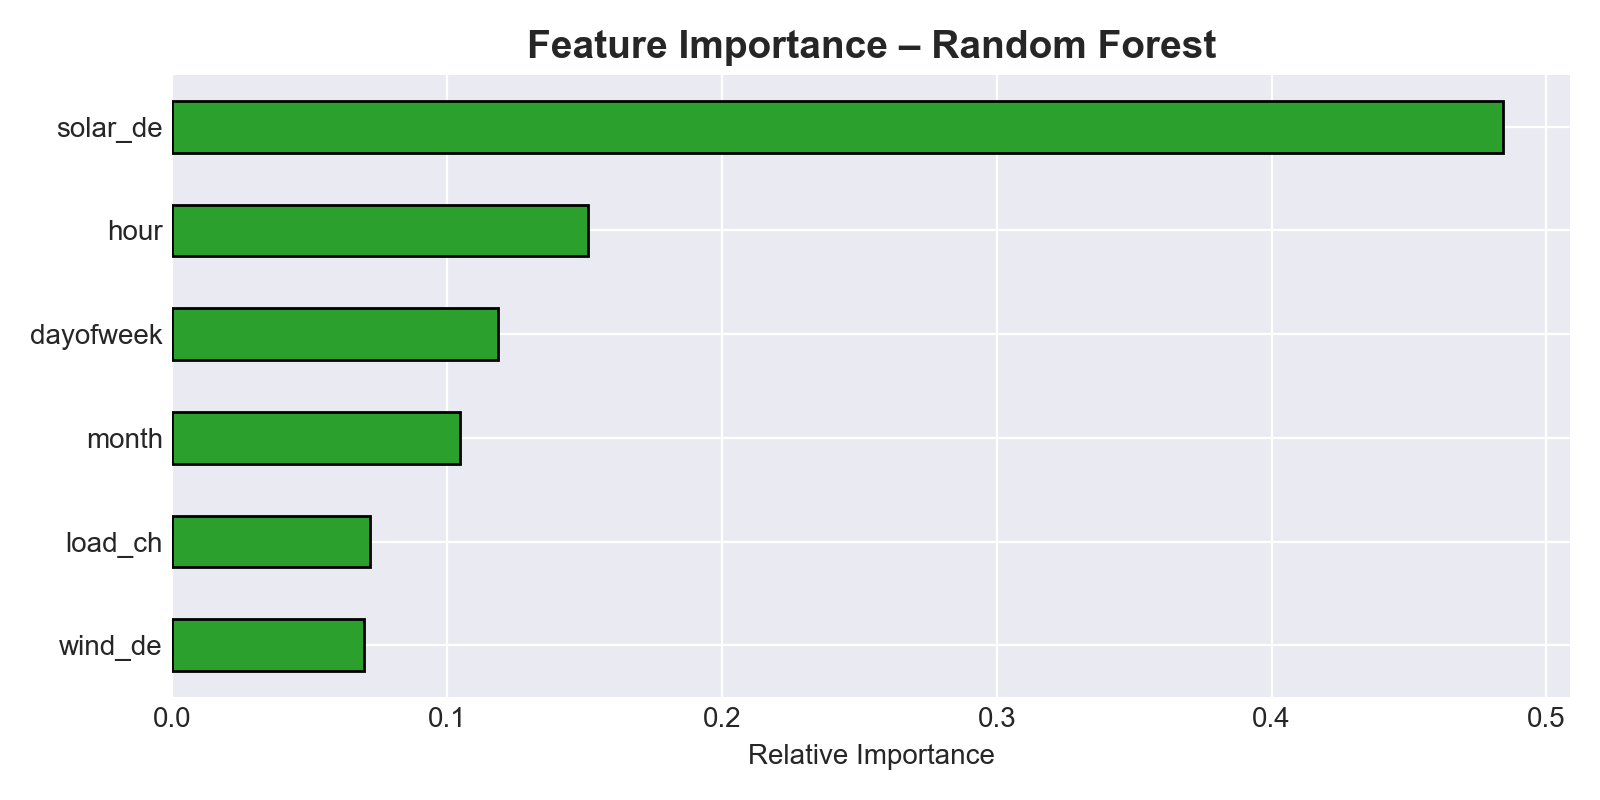 Feature Importance – Random Forest
solar_de
hour
dayofweek
month
load_ch
wind_de
0.0 0.1 0.2 0.3 0.4 0.5
Relative Importance